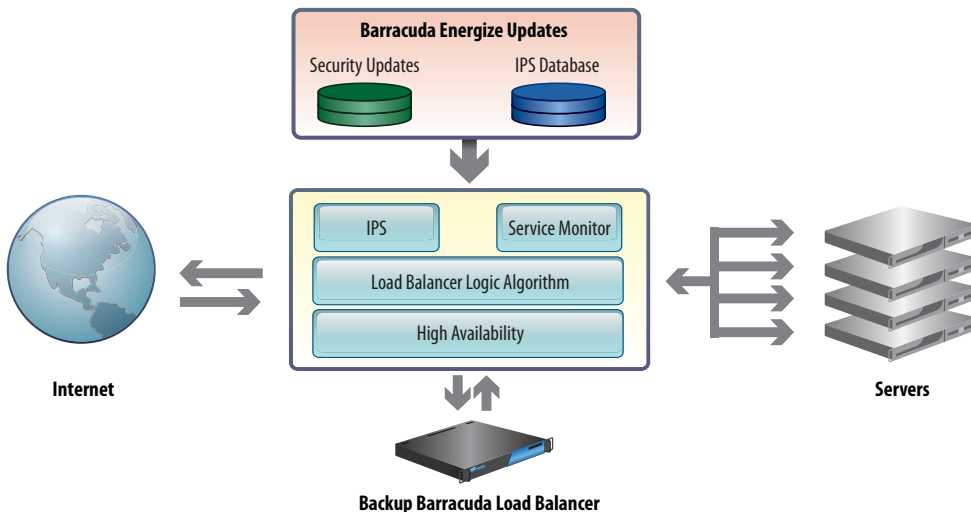 Barracuda Energize Updates
Security Updates
IPS Database
IPS
Service Monitor
Load Balancer Logic Algorithm
High Availability
Internet
Servers
Backup Barracuda Load Balancer